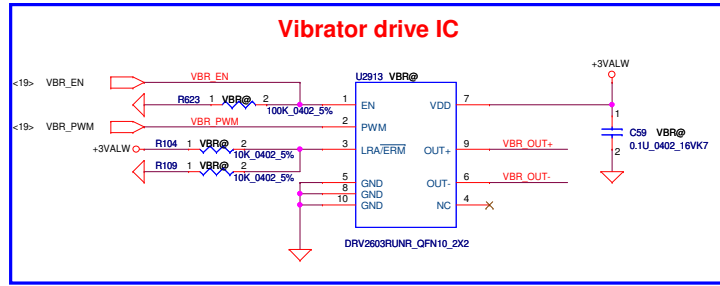 Vibrator drive IC
+3VALW
U2913 VBR@
<19> VBR_EN VBR_EN
R623 1 VBR@ 2 1 EN VDD 7
100K_0402_5%
<19> VBR_PWM VBR_PWM 2 PWM
1
C59 VBR@
0.1U_0402_16VK7
2
R104 1 VBR@ 2 3 LRA/ERM OUT+ 9 VBR_OUT+
+3VALW 10K_0402_5%
R109 1 VBR@ 2
10K_0402_5%
5 GND OUT- 6 VBR_OUT-
8 GND
10 GND NC 4
DRV2603RUNR_QFN10_2X2